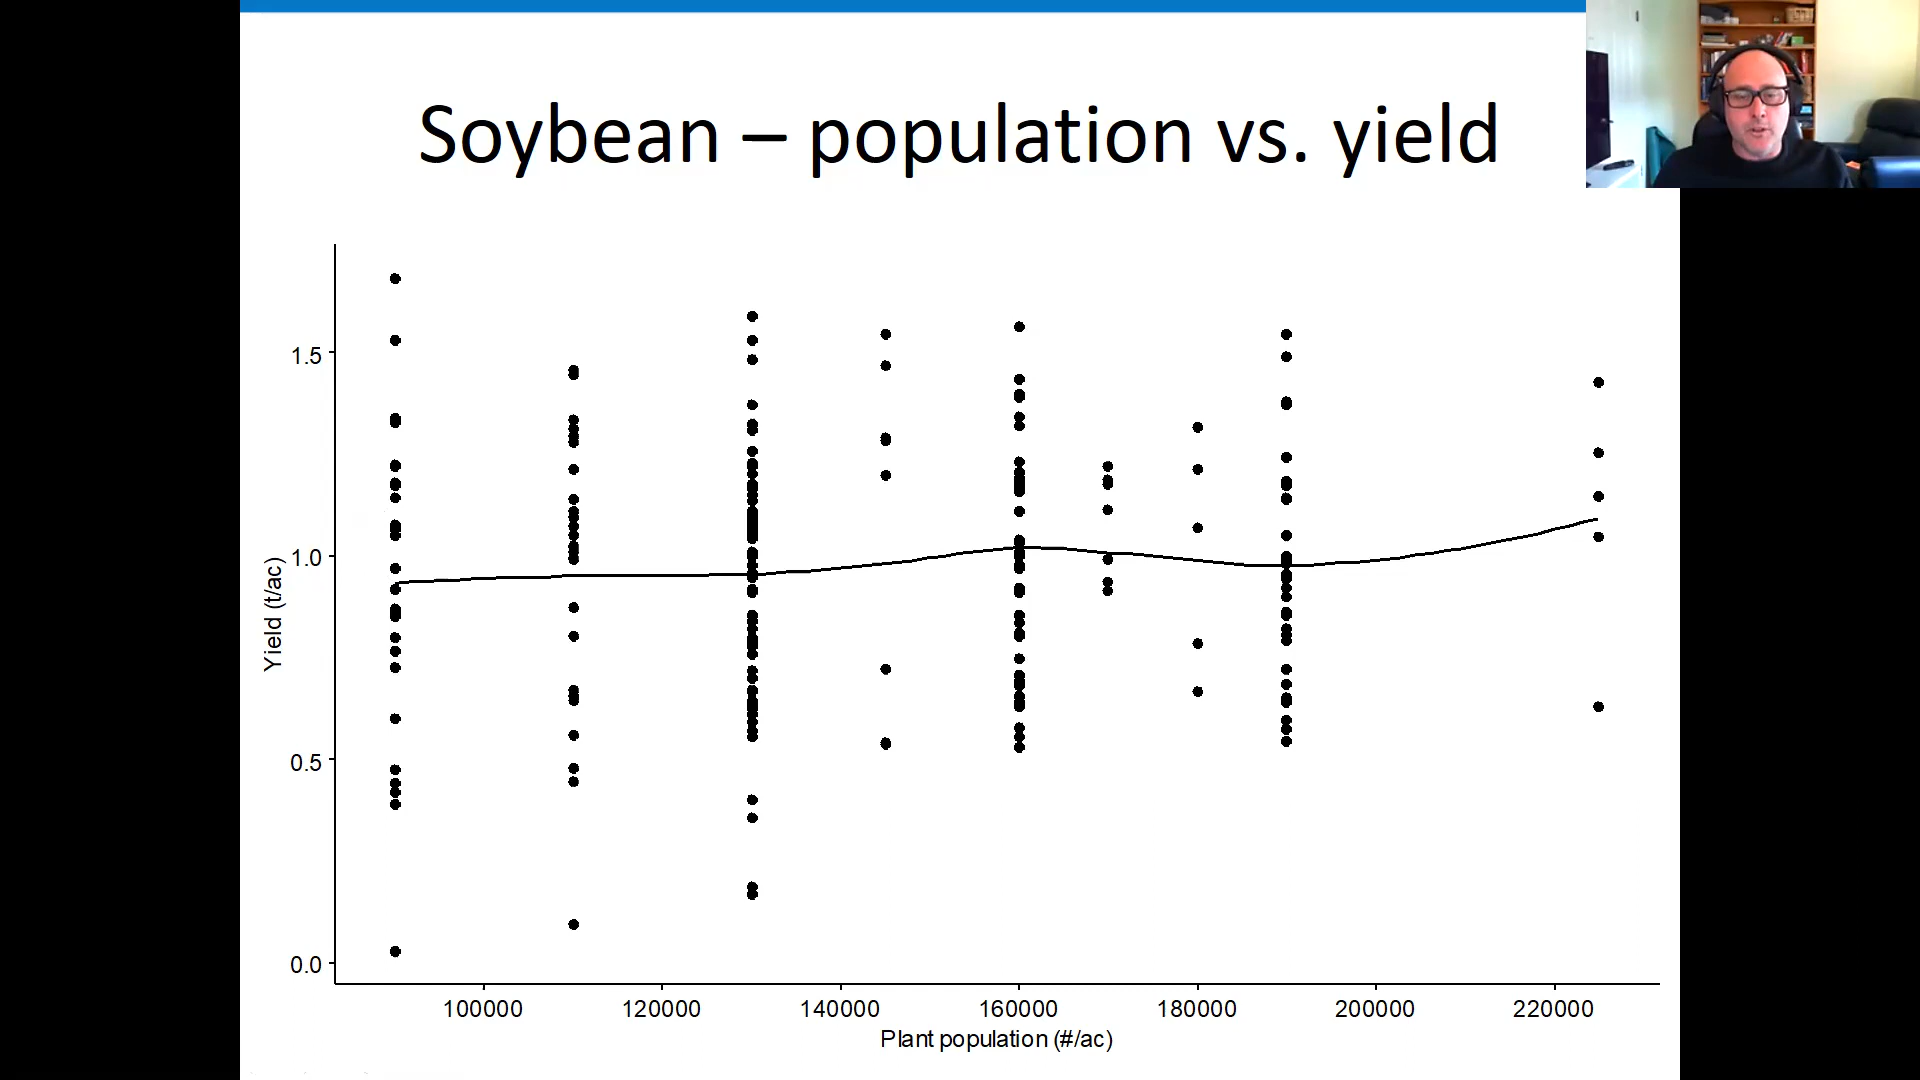 Soybean – population vs. yield
1.5
1.0
0.5
0.0
Yield (t/ac)
100000 120000 140000 160000 180000 200000 220000
Plant population (#/ac)